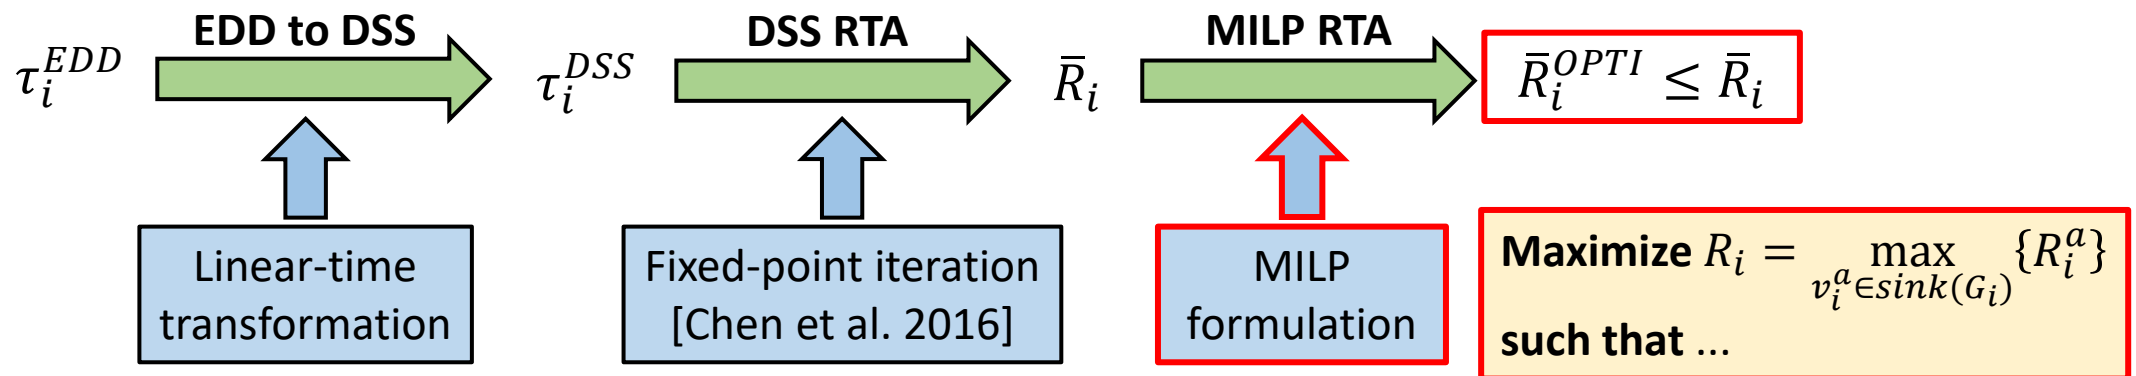 EDD to DSS
DSS RTA
MILP RTA
τ_i^{EDD}
τ_i^{DSS}
R̄_i
R̄_i^{OPTI} ≤ R̄_i
Linear-time
transformation
Fixed-point iteration
[Chen et al. 2016]
MILP
formulation
Maximize R_i = max_{v_i^a∈sink(G_i)} {R_i^a}
such that ...